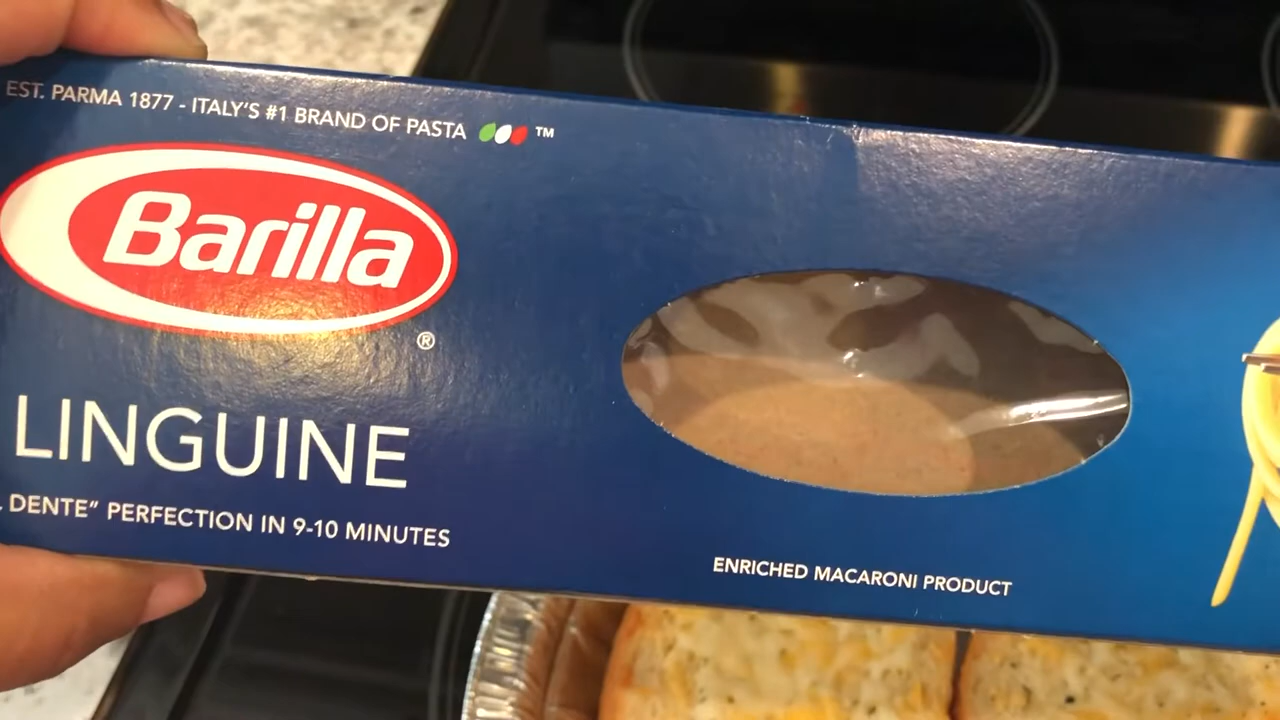 EST. PARMA 1877 - ITALY'S #1 BRAND OF PASTA ™
Barilla
®
LINGUINE
DENTE" PERFECTION IN 9-10 MINUTES
ENRICHED MACARONI PRODUCT